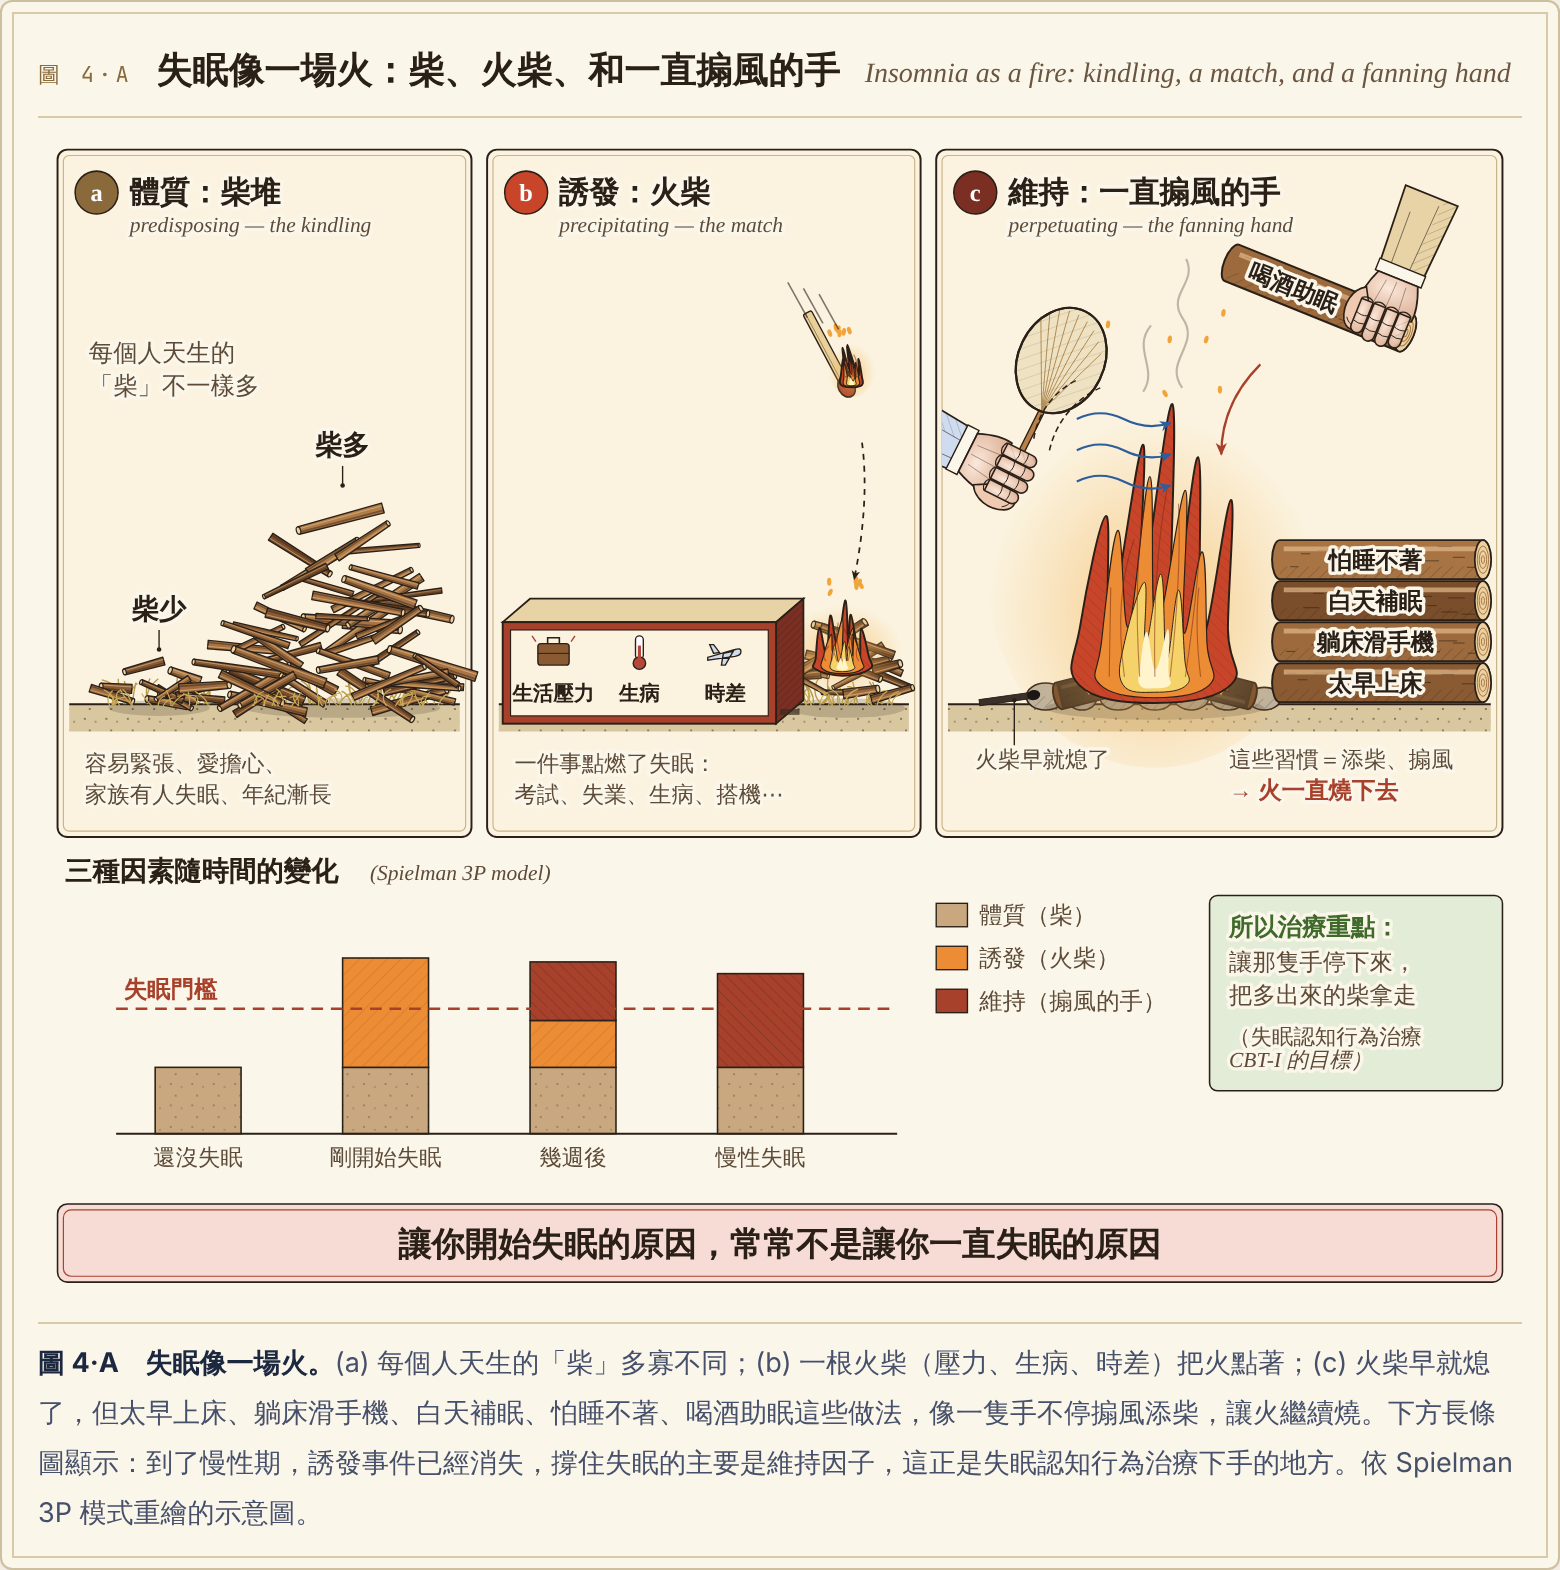 圖 4·A 失眠像一場火：柴、火柴、和一直搧風的手 Insomnia as a fire: kindling, a match, and a fanning hand
a 體質：柴堆
predisposing — the kindling
每個人天生的
「柴」不一樣多
柴多
柴少
容易緊張、愛擔心、
家族有人失眠、年紀漸長
b 誘發：火柴
precipitating — the match
生活壓力 生病 時差
一件事點燃了失眠：
考試、失業、生病、搭機⋯
c 維持：一直搧風的手
perpetuating — the fanning hand
喝酒助眠
怕睡不著
白天補眠
躺床滑手機
太早上床
火柴早就熄了
這些習慣＝添柴、搧風
→ 火一直燒下去
三種因素隨時間的變化 (Spielman 3P model)
失眠門檻
還沒失眠 剛開始失眠 幾週後 慢性失眠
體質（柴）
誘發（火柴）
維持（搧風的手）
所以治療重點：
讓那隻手停下來，
把多出來的柴拿走
（失眠認知行為治療
CBT-I 的目標）
讓你開始失眠的原因，常常不是讓你一直失眠的原因
圖 4·A 失眠像一場火。(a) 每個人天生的「柴」多寡不同；(b) 一根火柴（壓力、生病、時差）把火點著；(c) 火柴早就熄
了，但太早上床、躺床滑手機、白天補眠、怕睡不著、喝酒助眠這些做法，像一隻手不停搧風添柴，讓火繼續燒。下方長條
圖顯示：到了慢性期，誘發事件已經消失，撐住失眠的主要是維持因子，這正是失眠認知行為治療下手的地方。依 Spielman
3P 模式重繪的示意圖。